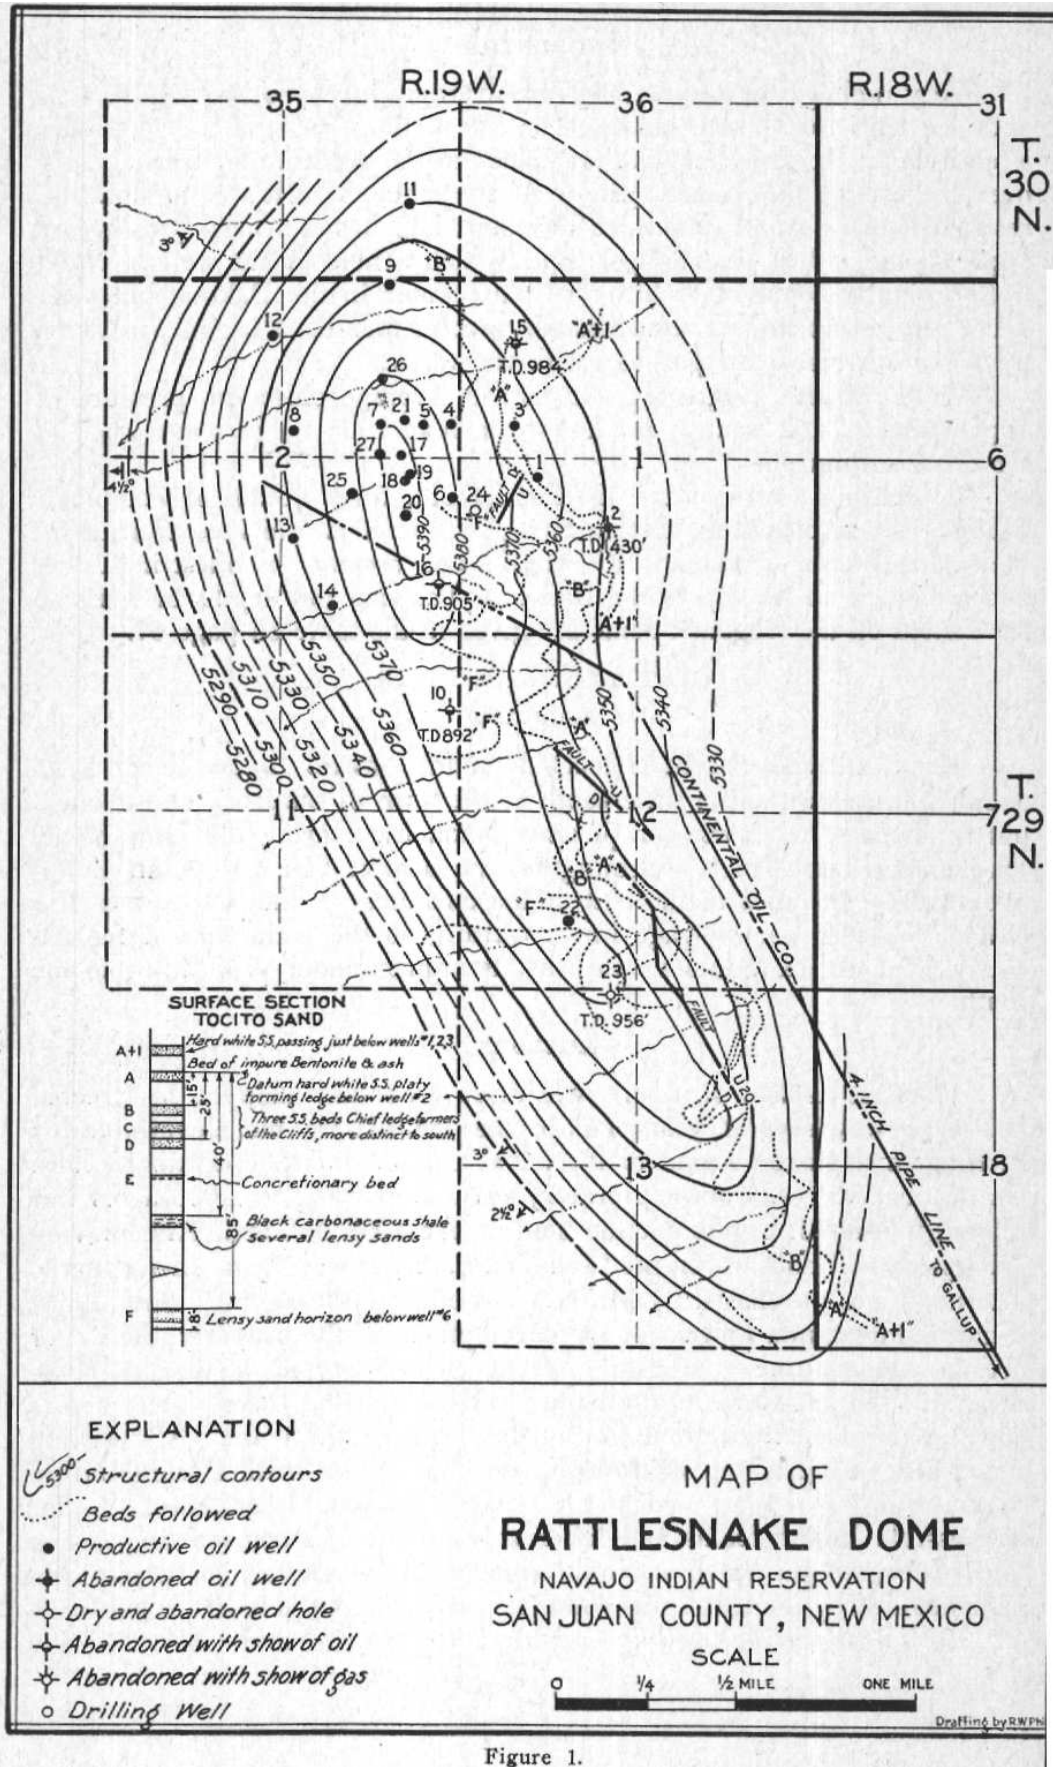 R.19W.
R.18W.
35
36
31
T.
30
N.
11
3°
"B"
9
12
15
"A"+1
T.D.984
26
"A"
8
7
21
5
4
3
27
17
2
1
6
4½°
25
18
19
1
6
24
20
"F"
FAULT
D
U
5390
5380
5370
5360
2
T.D.1430'
13
16
T.D.905'
"B"
14
"A+1"
5350
5370
"F"
5290
5310
5330
10
"F"
T.D.892'
5360
5350
5340
5330
"A"
5280
5300
5320
5340
FAULT
D
U
11
12
7
T.
29
N.
CONTINENTAL OIL CO.
"B"
"A"
"F"
22
23
T.D. 956'
FAULT
U 29'
D
4 INCH PIPE LINE TO GALLUP
3°
13
18
2½°
"B"
"A"
"A+1"
SURFACE SECTION
TOCITO SAND
A+1
Hard white S.S. passing just below wells #1,2,3
Bed of impure Bentonite & ash
A
Datum hard white S.S. platy
forming ledge below well #2
15'
25'
B
C
D
Three S.S. beds Chief ledge formers
of the Cliffs, more distinct to south
40'
E
Concretionary bed
85'
Black carbonaceous shale
several lensy sands
F
8'
Lensy sand horizon below well #6
EXPLANATION
5300
Structural contours
Beds followed
Productive oil well
Abandoned oil well
Dry and abandoned hole
Abandoned with show of oil
Abandoned with show of gas
Drilling Well
MAP OF
RATTLESNAKE DOME
NAVAJO INDIAN RESERVATION
SAN JUAN COUNTY, NEW MEXICO
SCALE
0 1/4 1/2 MILE ONE MILE
Drafting by R.W.Ph
Figure 1.